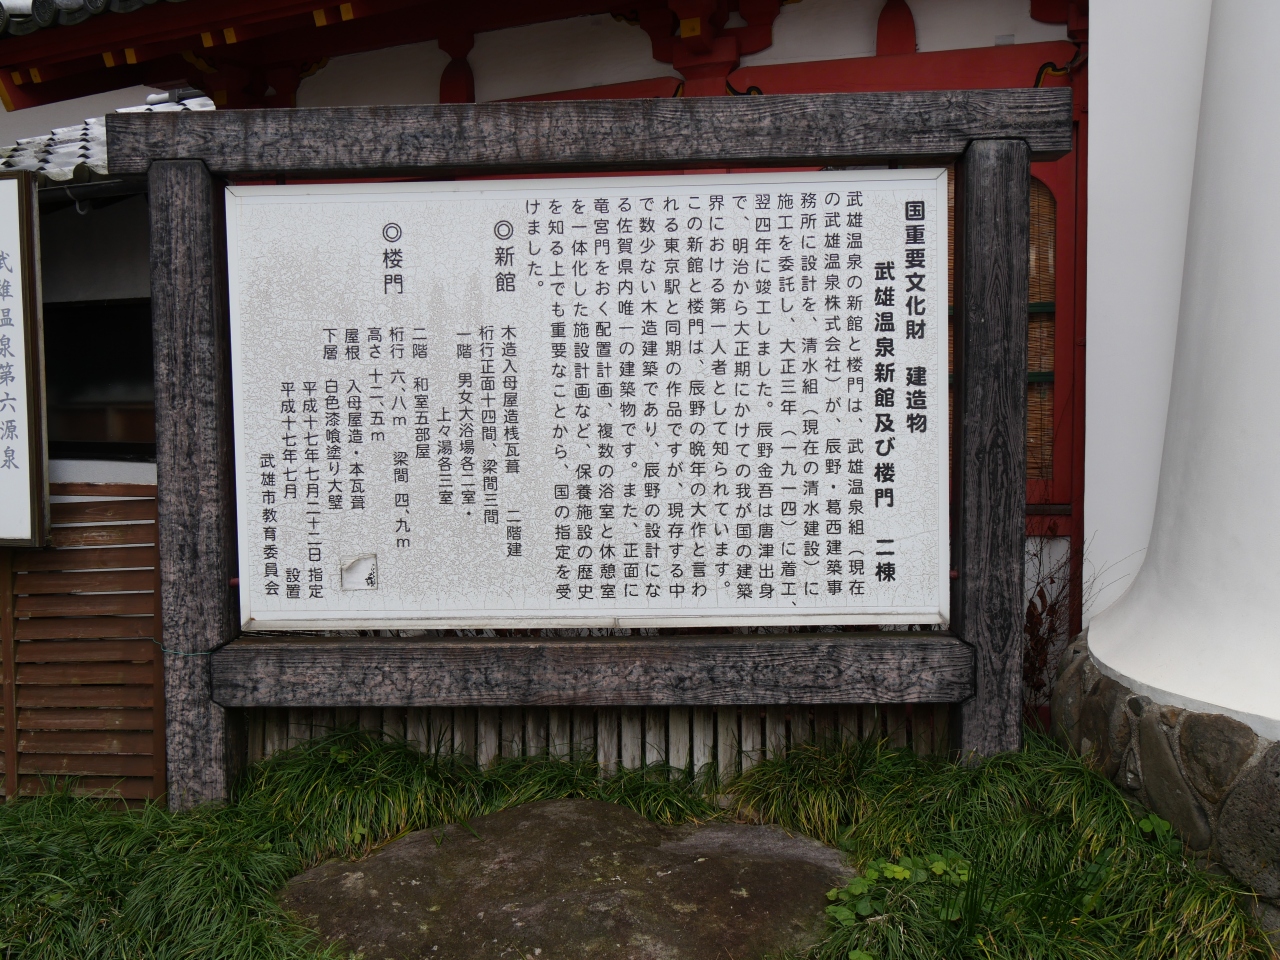 国重要文化財 建造物
武雄温泉新館及び楼門 二棟
武雄温泉の新館と楼門は、武雄温泉組（現在
の武雄温泉株式会社）が、辰野・葛西建築事
務所に設計を、清水組（現在の清水建設）に
施工を委託し、大正三年（一九一四）に着工、
翌四年に竣工しました。辰野金吾は唐津出身
で、明治から大正期にかけての我が国の建築
界における第一人者として知られています。
この新館と楼門は、辰野の晩年の大作と言わ
れる東京駅と同期の作品ですが、現存する中
で数少ない木造建築であり、辰野の設計にな
る佐賀県内唯一の建築物です。また、正面に
竜宮門をおく配置計画、複数の浴室と休憩室
を一体化した施設計画など、保養施設の歴史
を知る上でも重要なことから、国の指定を受
けました。
◎新館 木造入母屋造桟瓦葺 二階建
桁行正面十四間、梁間三間
一階 男女大浴場各二室・
上々湯各三室
二階 和室五部屋
◎楼門 桁行 六、八ｍ 梁間 四、九ｍ
高さ 十二、五ｍ
屋根 入母屋造・本瓦葺
下層 白色漆喰塗り大壁
平成十七年七月二十二日 指定
平成十七年七月 設置
武雄市教育委員会
武雄温泉第六源泉